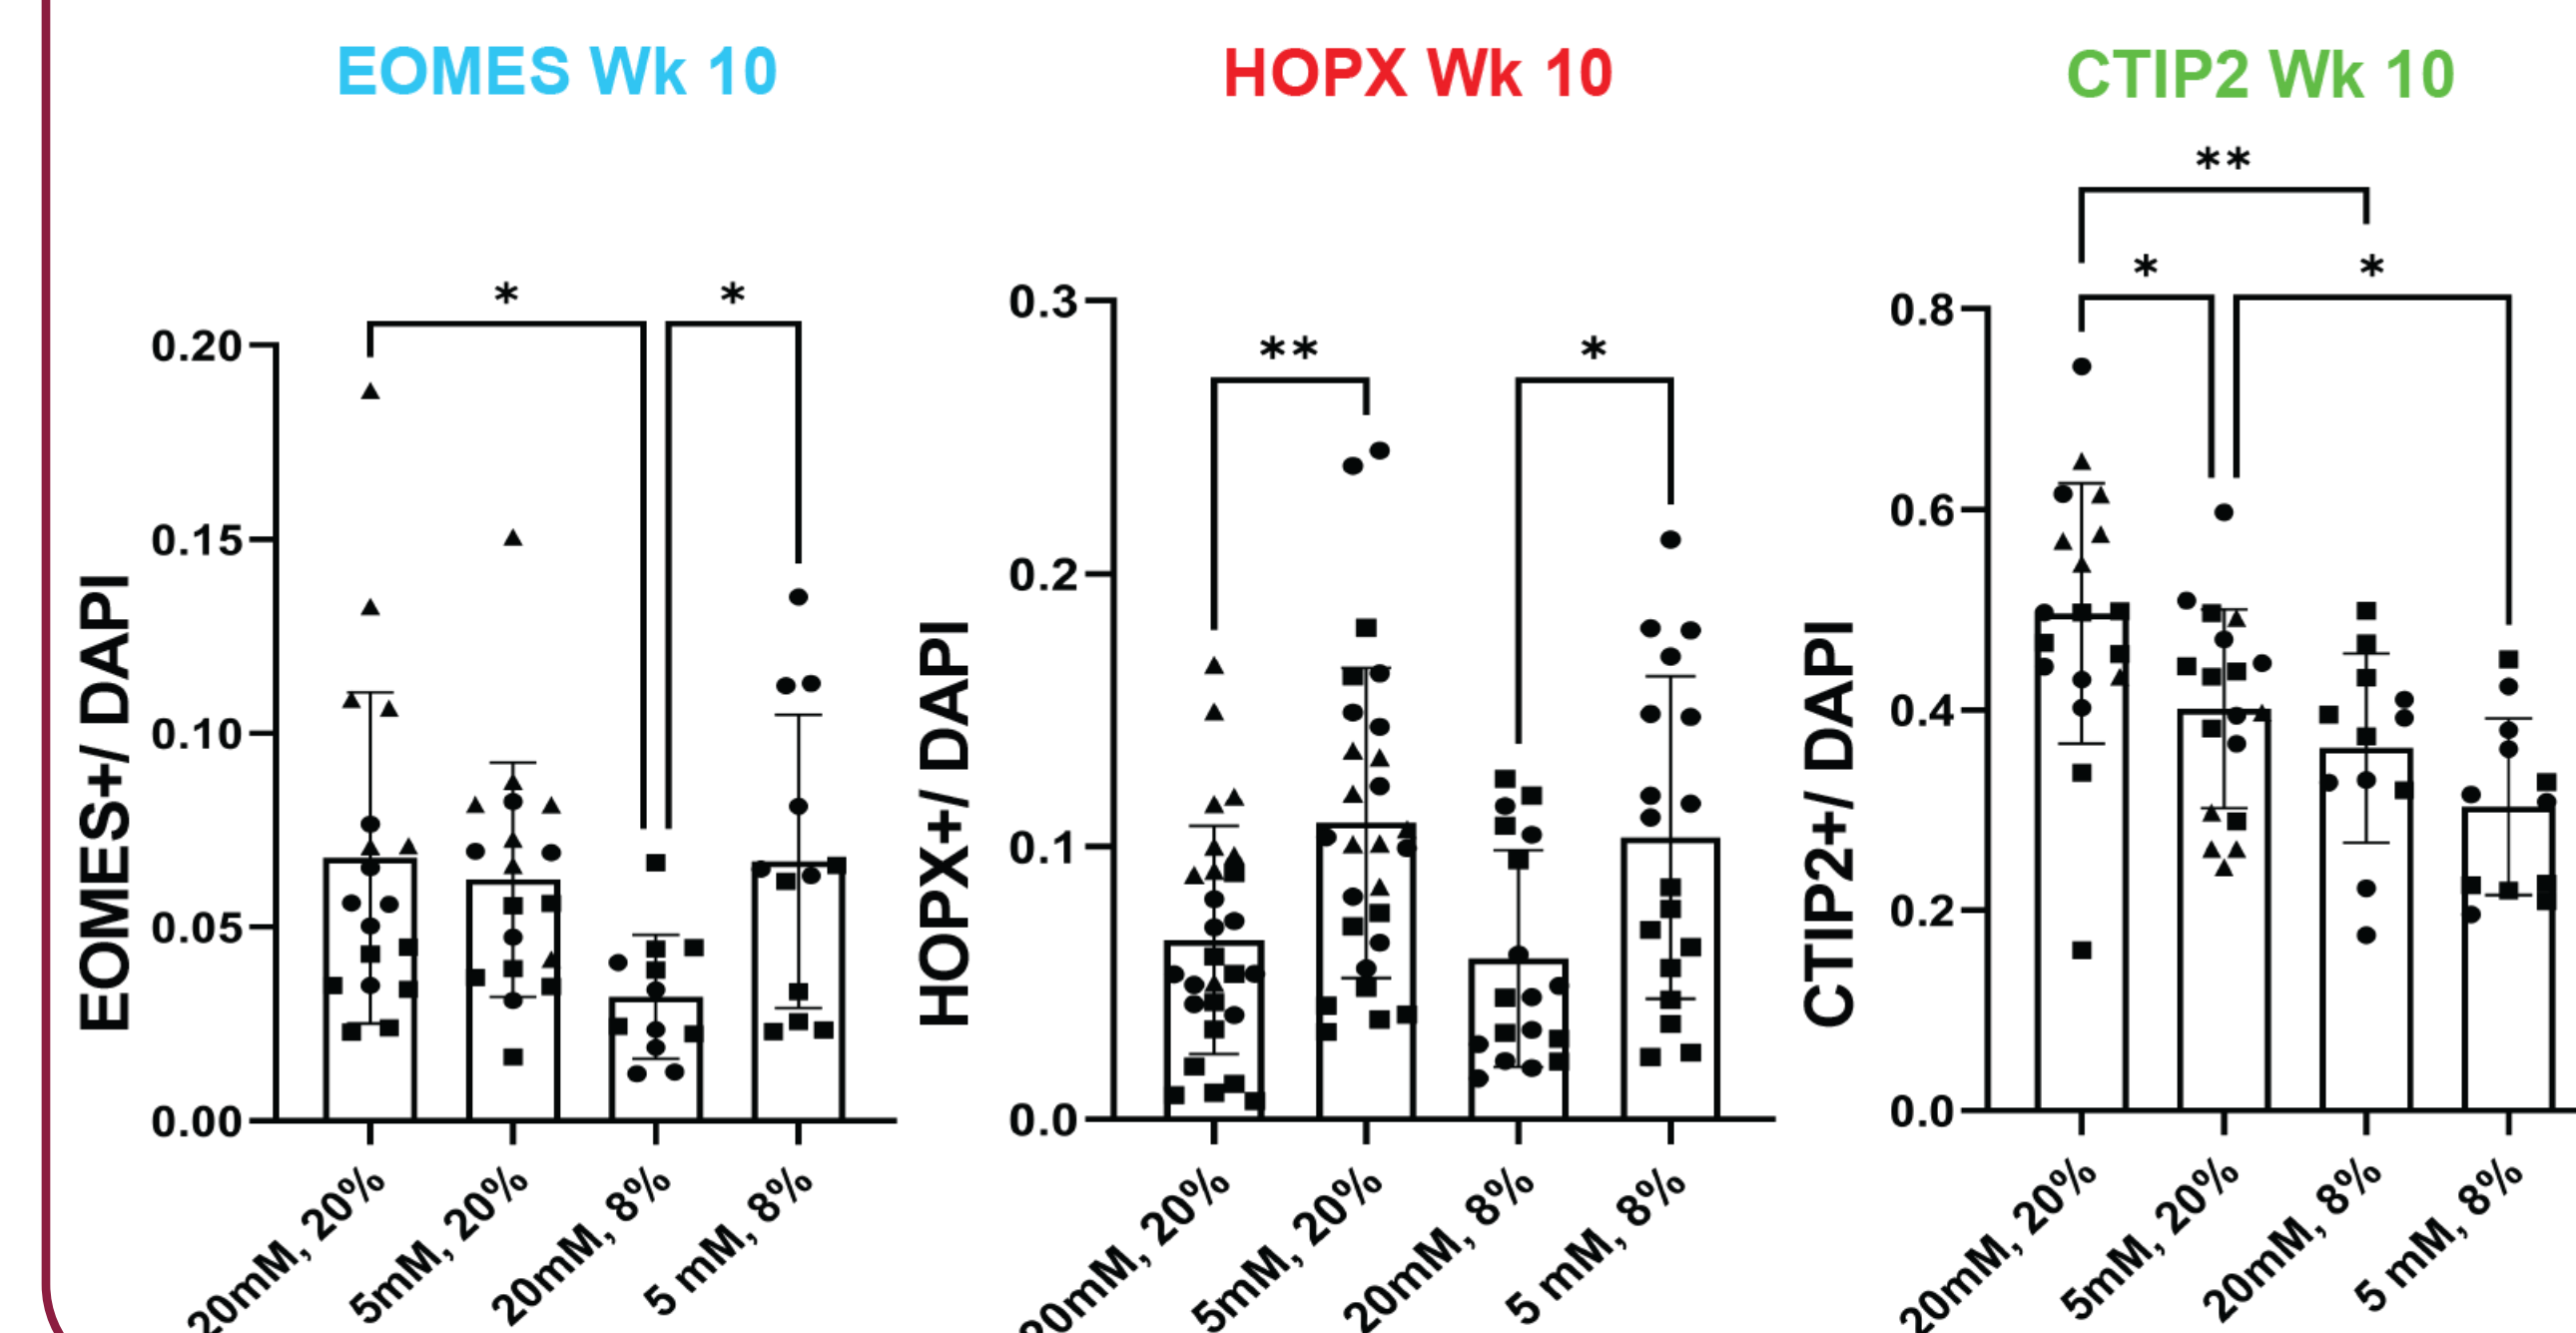 EOMES Wk 10
*
*
0.20
0.15
0.10
0.05
0.00
EOMES+/ DAPI
20mM, 20%
5mM, 20%
20mM, 8%
5 mM, 8%
HOPX Wk 10
**
*
0.3
0.2
0.1
0.0
HOPX+/ DAPI
20mM, 20%
5mM, 20%
20mM, 8%
5 mM, 8%
CTIP2 Wk 10
**
*
*
0.8
0.6
0.4
0.2
0.0
CTIP2+/ DAPI
20mM, 20%
5mM, 20%
20mM, 8%
5 mM, 8%